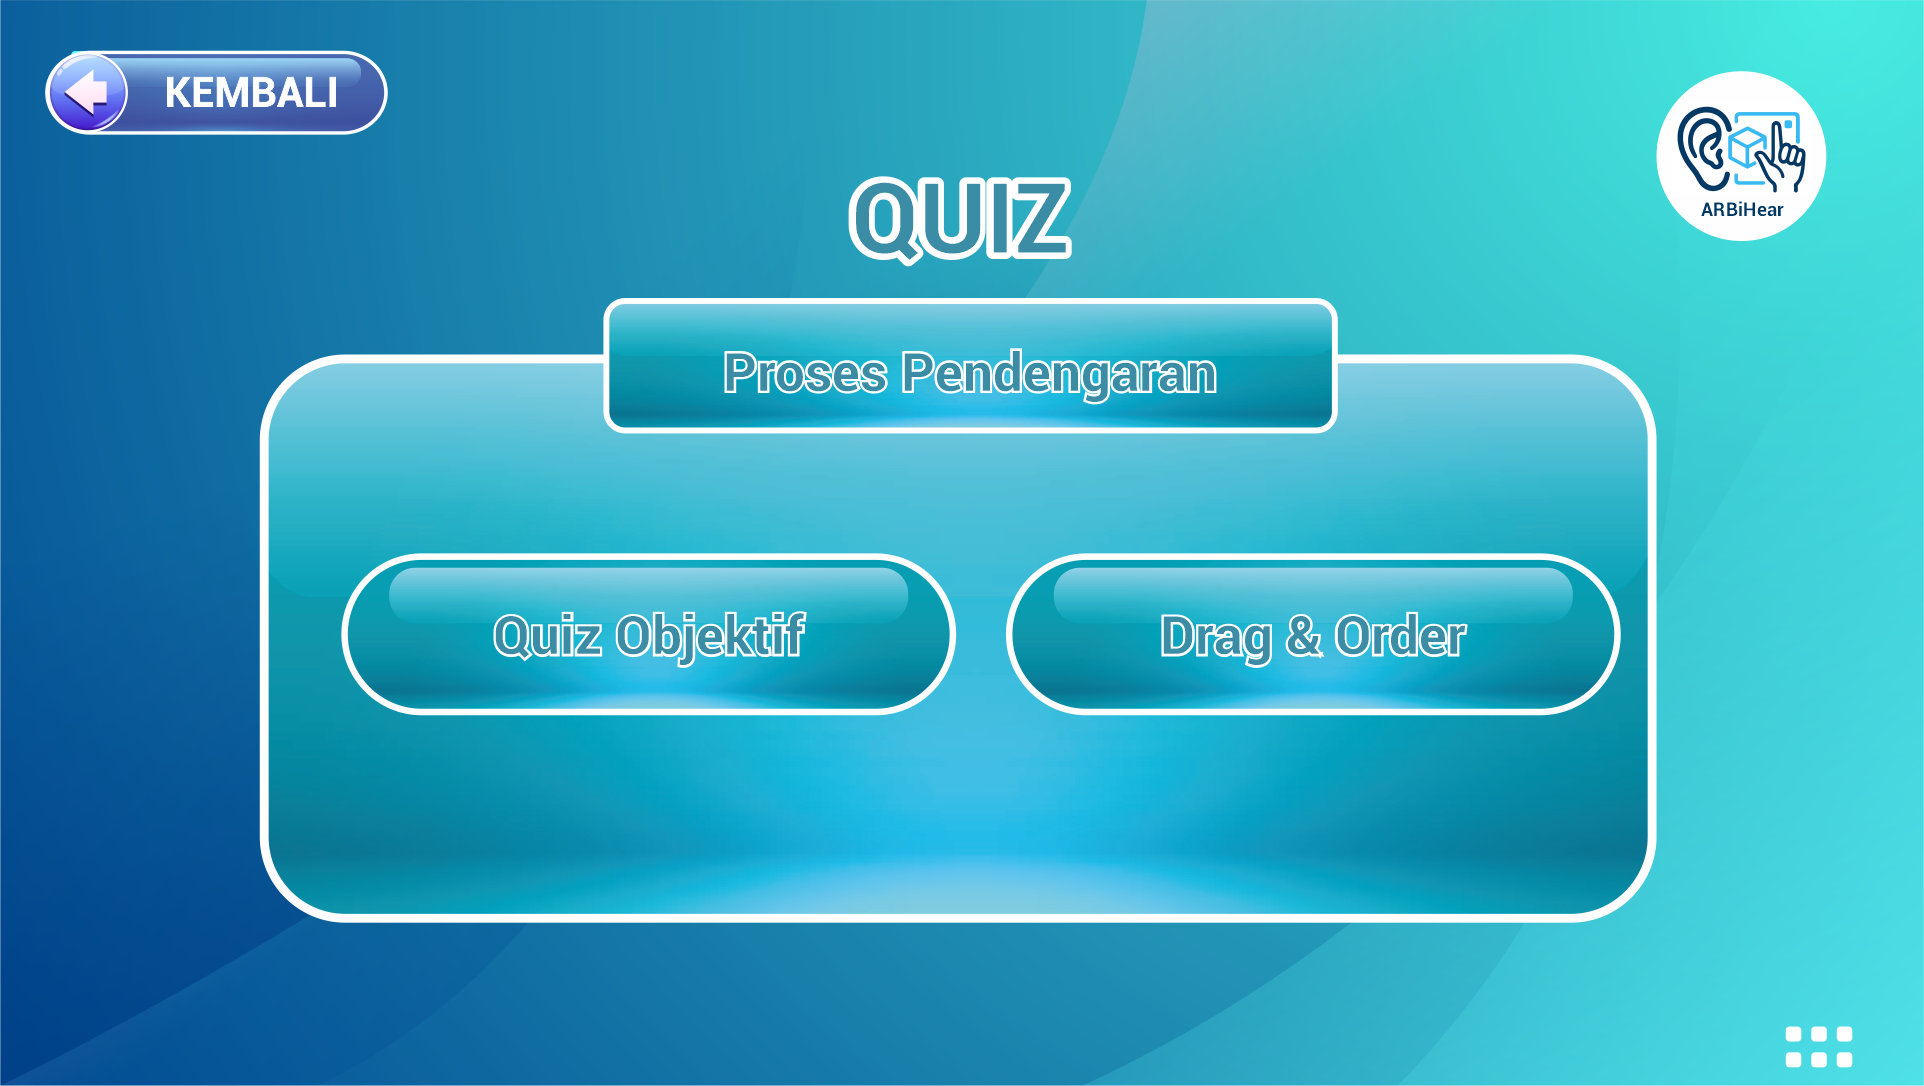 KEMBALI
ARBiHear
QUIZ
Proses Pendengaran
Quiz Objektif
Drag & Order